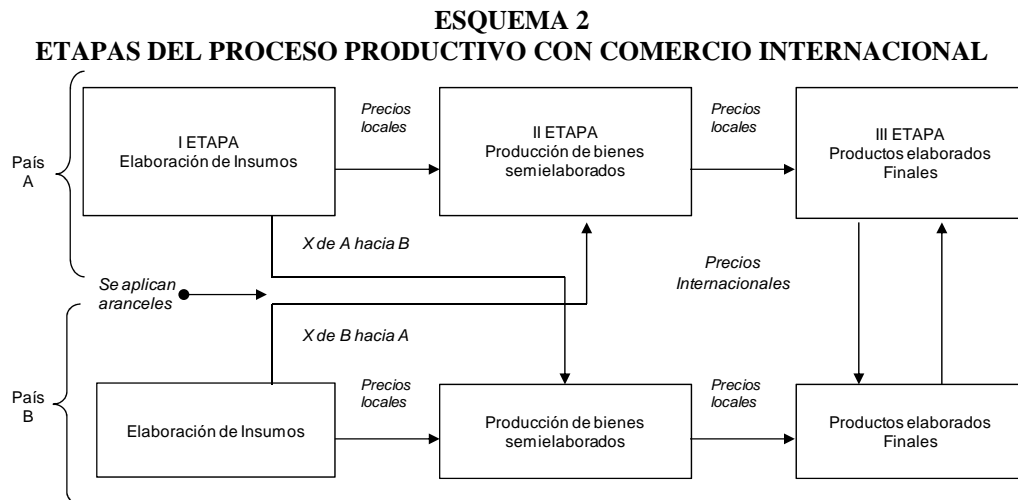 ESQUEMA 2
ETAPAS DEL PROCESO PRODUCTIVO CON COMERCIO INTERNACIONAL
País
A
I ETAPA
Elaboración de Insumos
Precios
locales
II ETAPA
Producción de bienes
semielaborados
Precios
locales
III ETAPA
Productos elaborados
Finales
X de A hacia B
Se aplican
aranceles
Precios
Internacionales
X de B hacia A
País
B
Elaboración de Insumos
Precios
locales
Producción de bienes
semielaborados
Precios
locales
Productos elaborados
Finales